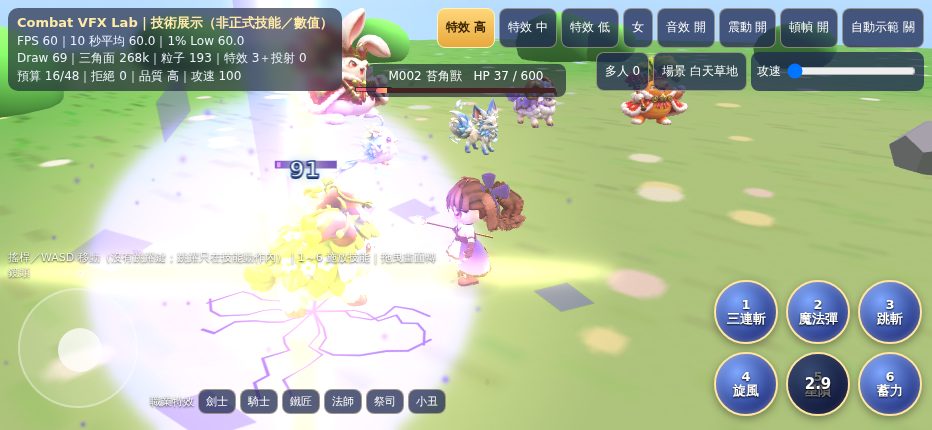 Combat VFX Lab | 技術展示（非正式技能／數值）
FPS 60 | 10 秒平均 60.0 | 1% Low 60.0
Draw 69 | 三角面 268k | 粒子 193 | 特效 3＋投射 0
預算 16/48 | 拒絕 0 | 品質 高 | 攻速 100
特效 高
特效 中
特效 低
女
音效 開
震動 開
頓幀 開
自動示範 關
多人 0
場景 白天草地
攻速
M002 苔角獸 HP 37 / 600
91
搖桿／WASD 移動（沒有跳躍鍵；跳躍只在技能動作內） | 1～6 施放技能 | 拖曳畫面轉
鏡頭
1
三連斬
2
魔法彈
3
跳斬
4
旋風
2.9
6
蓄力
職業特效
劍士
騎士
鐵匠
法師
祭司
小丑